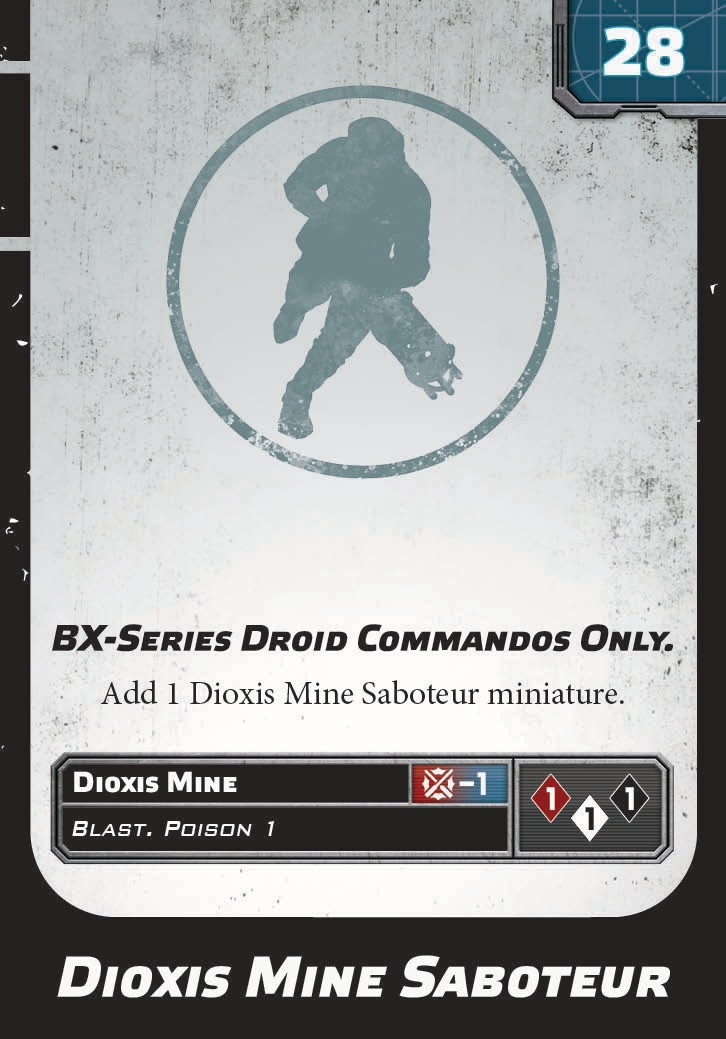 28
BX-Series Droid Commandos Only.
Add 1 Dioxis Mine Saboteur miniature.
Dioxis Mine
-1
1 1 1
Blast, Poison 1
Dioxis Mine Saboteur